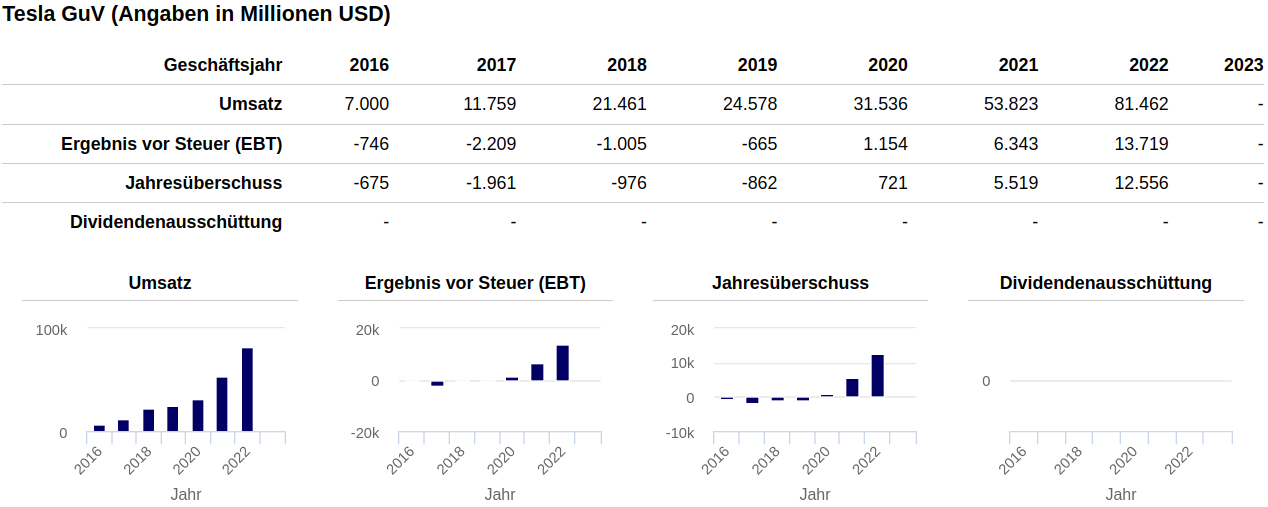 Tesla GuV (Angaben in Millionen USD)
Geschäftsjahr 2016 2017 2018 2019 2020 2021 2022 2023
Umsatz 7.000 11.759 21.461 24.578 31.536 53.823 81.462 -
Ergebnis vor Steuer (EBT) -746 -2.209 -1.005 -665 1.154 6.343 13.719 -
Jahresüberschuss -675 -1.961 -976 -862 721 5.519 12.556 -
Dividendenausschüttung - - - - - - - -
Umsatz
100k
0
2016 2018 2020 2022
Jahr
Ergebnis vor Steuer (EBT)
20k
0
-20k
2016 2018 2020 2022
Jahr
Jahresüberschuss
20k
10k
0
-10k
2016 2018 2020 2022
Jahr
Dividendenausschüttung
0
2016 2018 2020 2022
Jahr